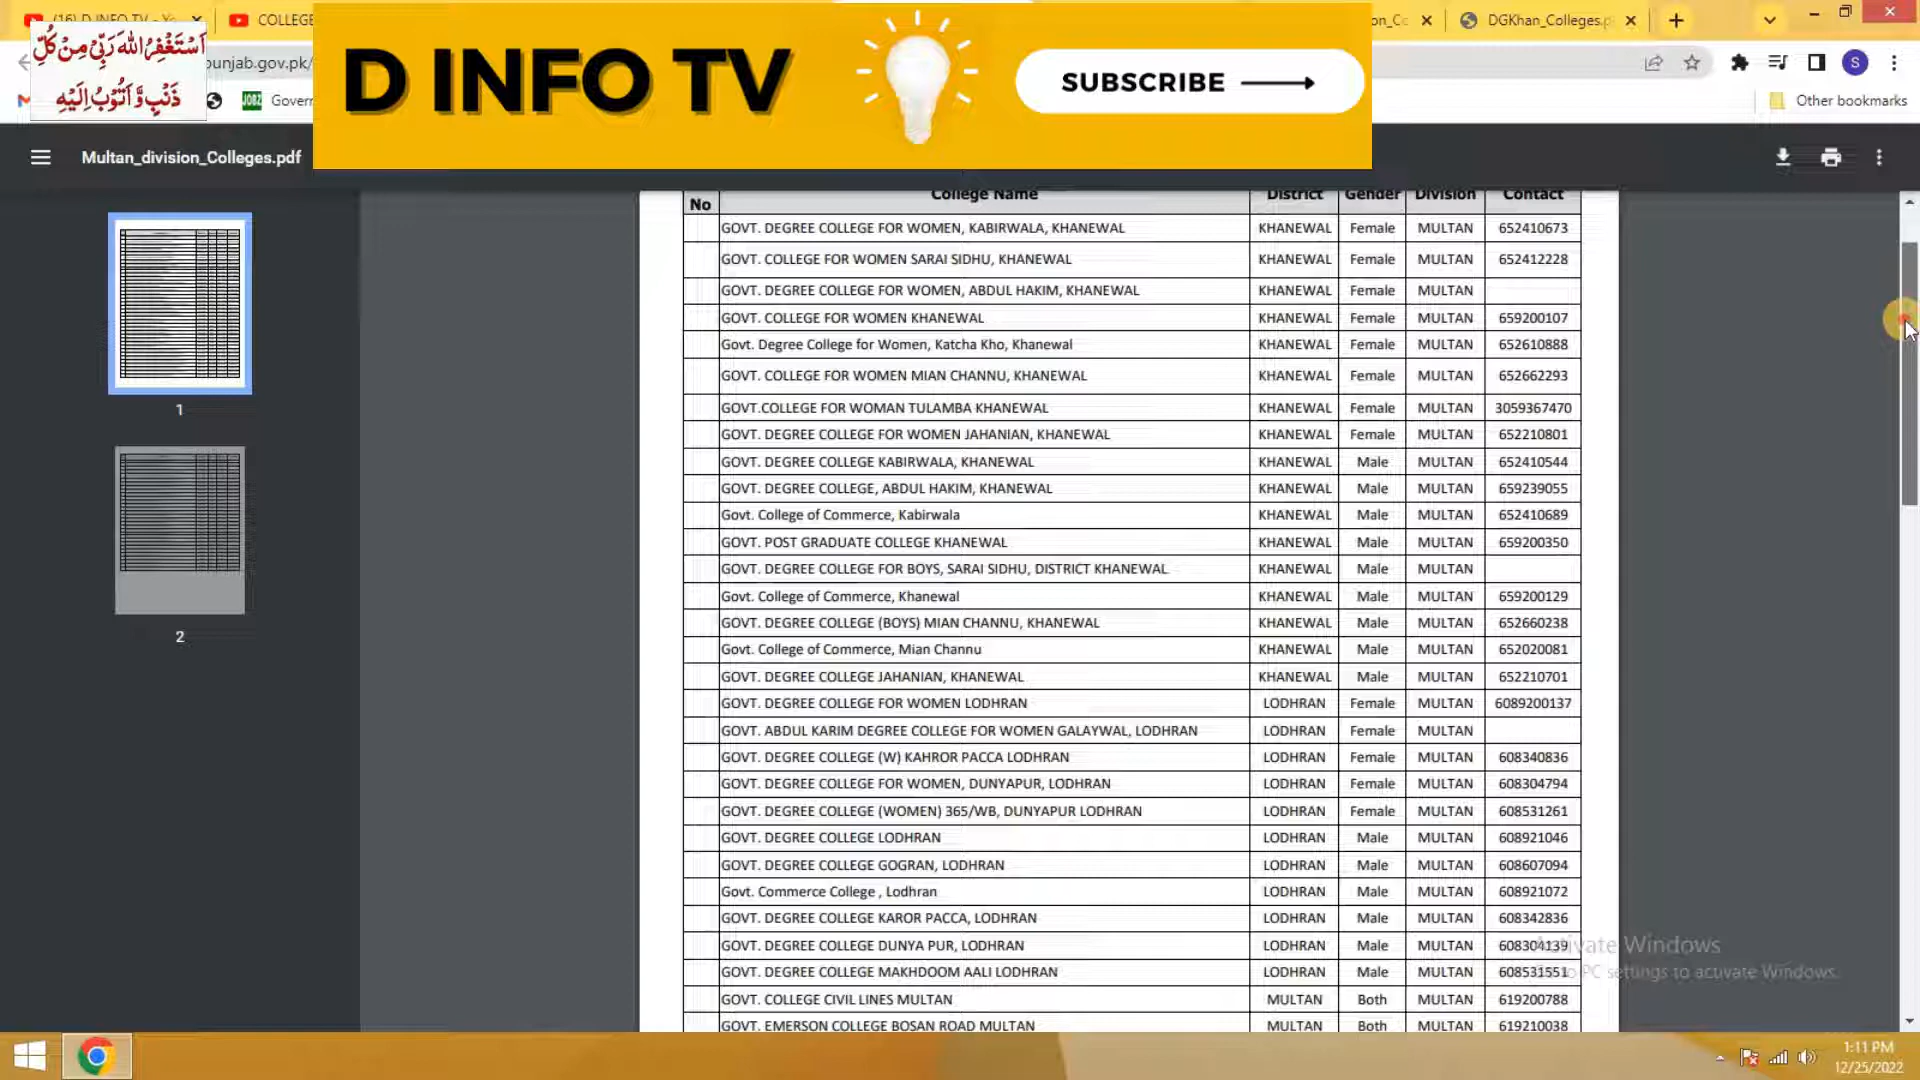 (16) D INFO TV - Yo
COLLEGE
DGKhan_Colleges.p
اَسْتَغْفِرُ اللهَ رَبِّىْ مِنْ كُلِّ
ذَنْبٍ وَّ اَتُوْبُ اِلَيْهِ
D INFO TV
SUBSCRIBE
punjab.gov.pk/
S
JOBZ
Govern
Other bookmarks
Multan_division_Colleges.pdf
No College Name District Gender Division Contact
GOVT. DEGREE COLLEGE FOR WOMEN, KABIRWALA, KHANEWAL KHANEWAL Female MULTAN 652410673
GOVT. COLLEGE FOR WOMEN SARAI SIDHU, KHANEWAL KHANEWAL Female MULTAN 652412228
GOVT. DEGREE COLLEGE FOR WOMEN, ABDUL HAKIM, KHANEWAL KHANEWAL Female MULTAN
GOVT. COLLEGE FOR WOMEN KHANEWAL KHANEWAL Female MULTAN 659200107
Govt. Degree College for Women, Katcha Kho, Khanewal KHANEWAL Female MULTAN 652610888
GOVT. COLLEGE FOR WOMEN MIAN CHANNU, KHANEWAL KHANEWAL Female MULTAN 652662293
GOVT.COLLEGE FOR WOMAN TULAMBA KHANEWAL KHANEWAL Female MULTAN 3059367470
GOVT. DEGREE COLLEGE FOR WOMEN JAHANIAN, KHANEWAL KHANEWAL Female MULTAN 652210801
GOVT. DEGREE COLLEGE KABIRWALA, KHANEWAL KHANEWAL Male MULTAN 652410544
GOVT. DEGREE COLLEGE, ABDUL HAKIM, KHANEWAL KHANEWAL Male MULTAN 659239055
Govt. College of Commerce, Kabirwala KHANEWAL Male MULTAN 652410689
GOVT. POST GRADUATE COLLEGE KHANEWAL KHANEWAL Male MULTAN 659200350
GOVT. DEGREE COLLEGE FOR BOYS, SARAI SIDHU, DISTRICT KHANEWAL KHANEWAL Male MULTAN
Govt. College of Commerce, Khanewal KHANEWAL Male MULTAN 659200129
GOVT. DEGREE COLLEGE (BOYS) MIAN CHANNU, KHANEWAL KHANEWAL Male MULTAN 652660238
Govt. College of Commerce, Mian Channu KHANEWAL Male MULTAN 652020081
GOVT. DEGREE COLLEGE JAHANIAN, KHANEWAL KHANEWAL Male MULTAN 652210701
GOVT. DEGREE COLLEGE FOR WOMEN LODHRAN LODHRAN Female MULTAN 6089200137
GOVT. ABDUL KARIM DEGREE COLLEGE FOR WOMEN GALAYWAL, LODHRAN LODHRAN Female MULTAN
GOVT. DEGREE COLLEGE (W) KAHROR PACCA LODHRAN LODHRAN Female MULTAN 608340836
GOVT. DEGREE COLLEGE FOR WOMEN, DUNYAPUR, LODHRAN LODHRAN Female MULTAN 608304794
GOVT. DEGREE COLLEGE (WOMEN) 365/WB, DUNYAPUR LODHRAN LODHRAN Female MULTAN 608531261
GOVT. DEGREE COLLEGE LODHRAN LODHRAN Male MULTAN 608921046
GOVT. DEGREE COLLEGE GOGRAN, LODHRAN LODHRAN Male MULTAN 608607094
Govt. Commerce College , Lodhran LODHRAN Male MULTAN 608921072
GOVT. DEGREE COLLEGE KAROR PACCA, LODHRAN LODHRAN Male MULTAN 608342836
GOVT. DEGREE COLLEGE DUNYA PUR, LODHRAN LODHRAN Male MULTAN 608304139
GOVT. DEGREE COLLEGE MAKHDOOM AALI LODHRAN LODHRAN Male MULTAN 608531551
GOVT. COLLEGE CIVIL LINES MULTAN MULTAN Both MULTAN 619200788
GOVT. EMERSON COLLEGE BOSAN ROAD MULTAN MULTAN Both MULTAN 619210038
1
2
Activate Windows
Go to PC settings to activate Windows.
1:11 PM
12/25/2022